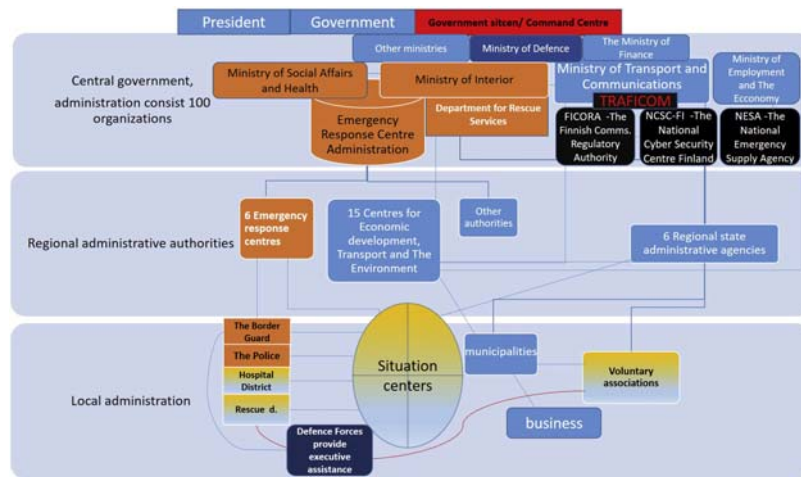 President
Government
Government sitcen/ Command Centre
Other ministries
Ministry of Defence
The Ministry of
Finance
Ministry of
Employment
and The
Ecconomy
Ministry of Social Affairs
and Health
Ministry of Interior
Ministry of Transport and
Communications
Central government,
administration consist 100
organizations
TRAFICOM
Emergency
Response Centre
Administration
Department for Rescue
Services
FICORA -The
Finnish Comms.
Regulatory
Authority
NCSC-FI -The
National
Cyber Security
Centre Finland
NESA -The
National
Emergency
Supply Agency
Regional administrative authorities
6 Emergency
response
centres
15 Centres for
Economic
development,
Transport and The
Environment
Other
authorities
6 Regional state
administrative agencies
Local administration
The Border
Guard
The Police
Hospital
District
Rescue d.
Situation
centers
municipalities
Voluntary
associations
business
Defence Forces
provide
executive
assistance